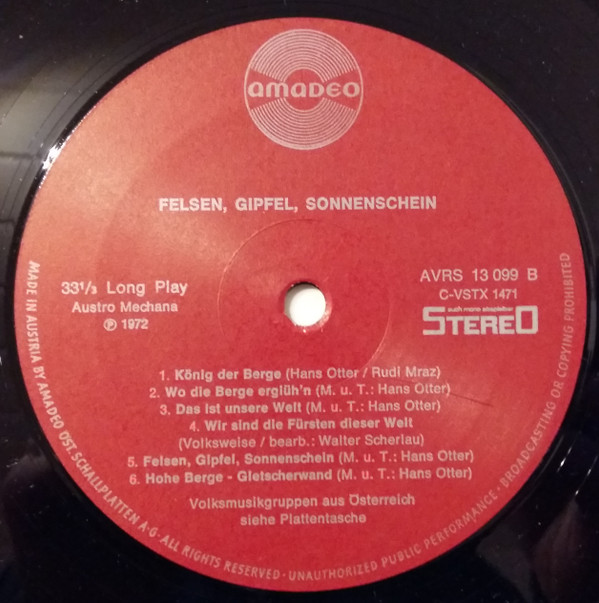 amadeo
FELSEN, GIPFEL, SONNENSCHEIN
33⅓ Long Play
Austro Mechana
℗ 1972
AVRS 13 099 B
C-VSTX 1471
auch mono abspielbar
STEREO
1. König der Berge (Hans Otter / Rudi Mraz)
2. Wo die Berge erglüh'n (M. u. T.: Hans Otter)
3. Das ist unsere Welt (M. u. T.: Hans Otter)
4. Wir sind die Fürsten dieser Welt
(Volksweise / bearb.: Walter Scherlau)
5. Felsen, Gipfel, Sonnenschein (M. u. T.: Hans Otter)
6. Hohe Berge - Gletscherwand (M. u. T.: Hans Otter)
Volksmusikgruppen aus Österreich
siehe Plattentasche
MADE IN AUSTRIA BY AMADEO ÖST. SCHALLPLATTEN A·G·ALL RIGHTS RESERVED·UNAUTHORIZED PUBLIC PERFORMANCE·BROADCASTING OR COPYING PROHIBITED